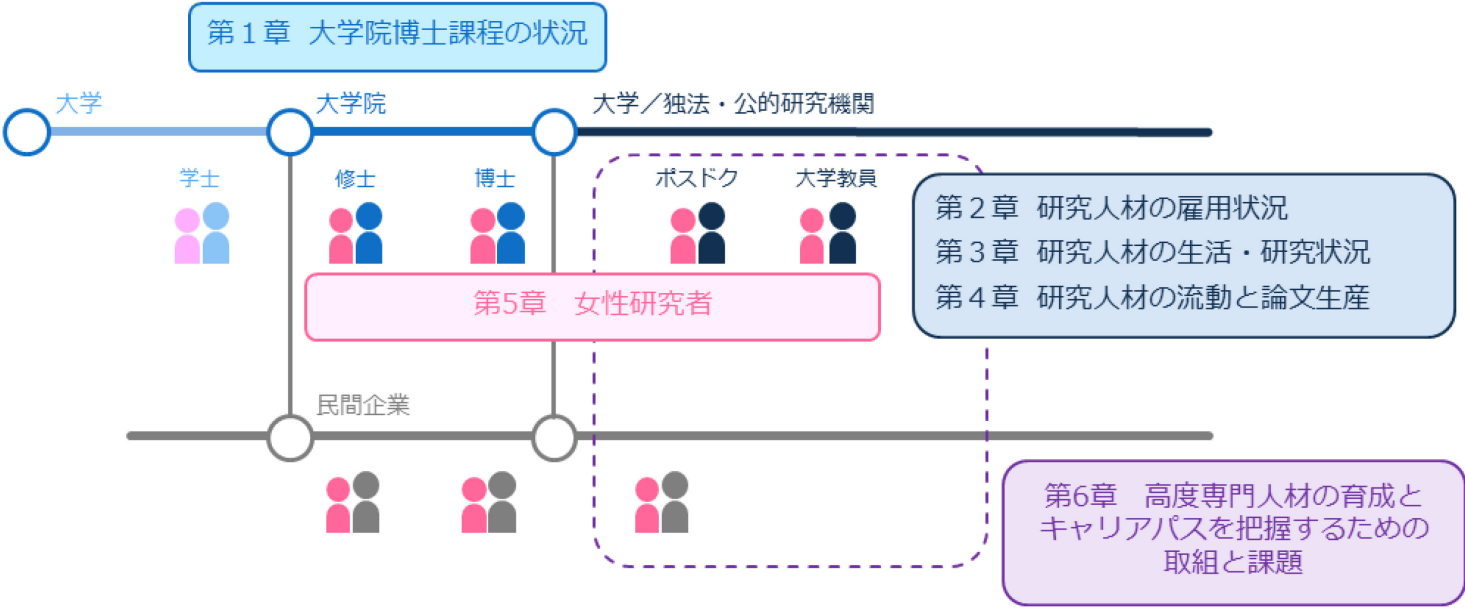 第１章 大学院博士課程の状況
大学
大学院
大学／独法・公的研究機関
学士
修士
博士
ポスドク
大学教員
第２章 研究人材の雇用状況
第３章 研究人材の生活・研究状況
第４章 研究人材の流動と論文生産
第5章　女性研究者
民間企業
第6章　高度専門人材の育成と
キャリアパスを把握するための
取組と課題